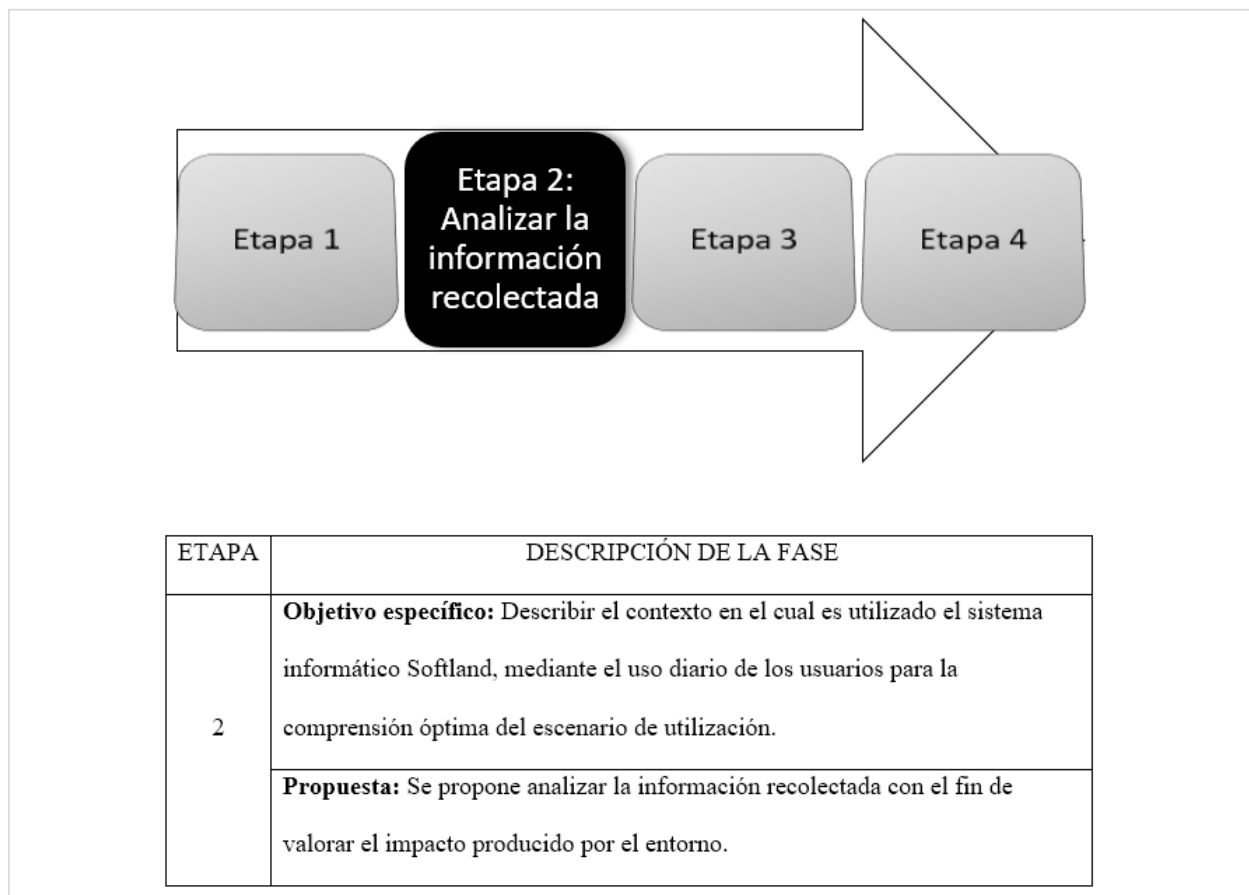 Etapa 1
Etapa 2:
Analizar la
información
recolectada
Etapa 3
Etapa 4
ETAPA
DESCRIPCIÓN DE LA FASE
2
Objetivo específico: Describir el contexto en el cual es utilizado el sistema
informático Softland, mediante el uso diario de los usuarios para la
comprensión óptima del escenario de utilización.
Propuesta: Se propone analizar la información recolectada con el fin de
valorar el impacto producido por el entorno.